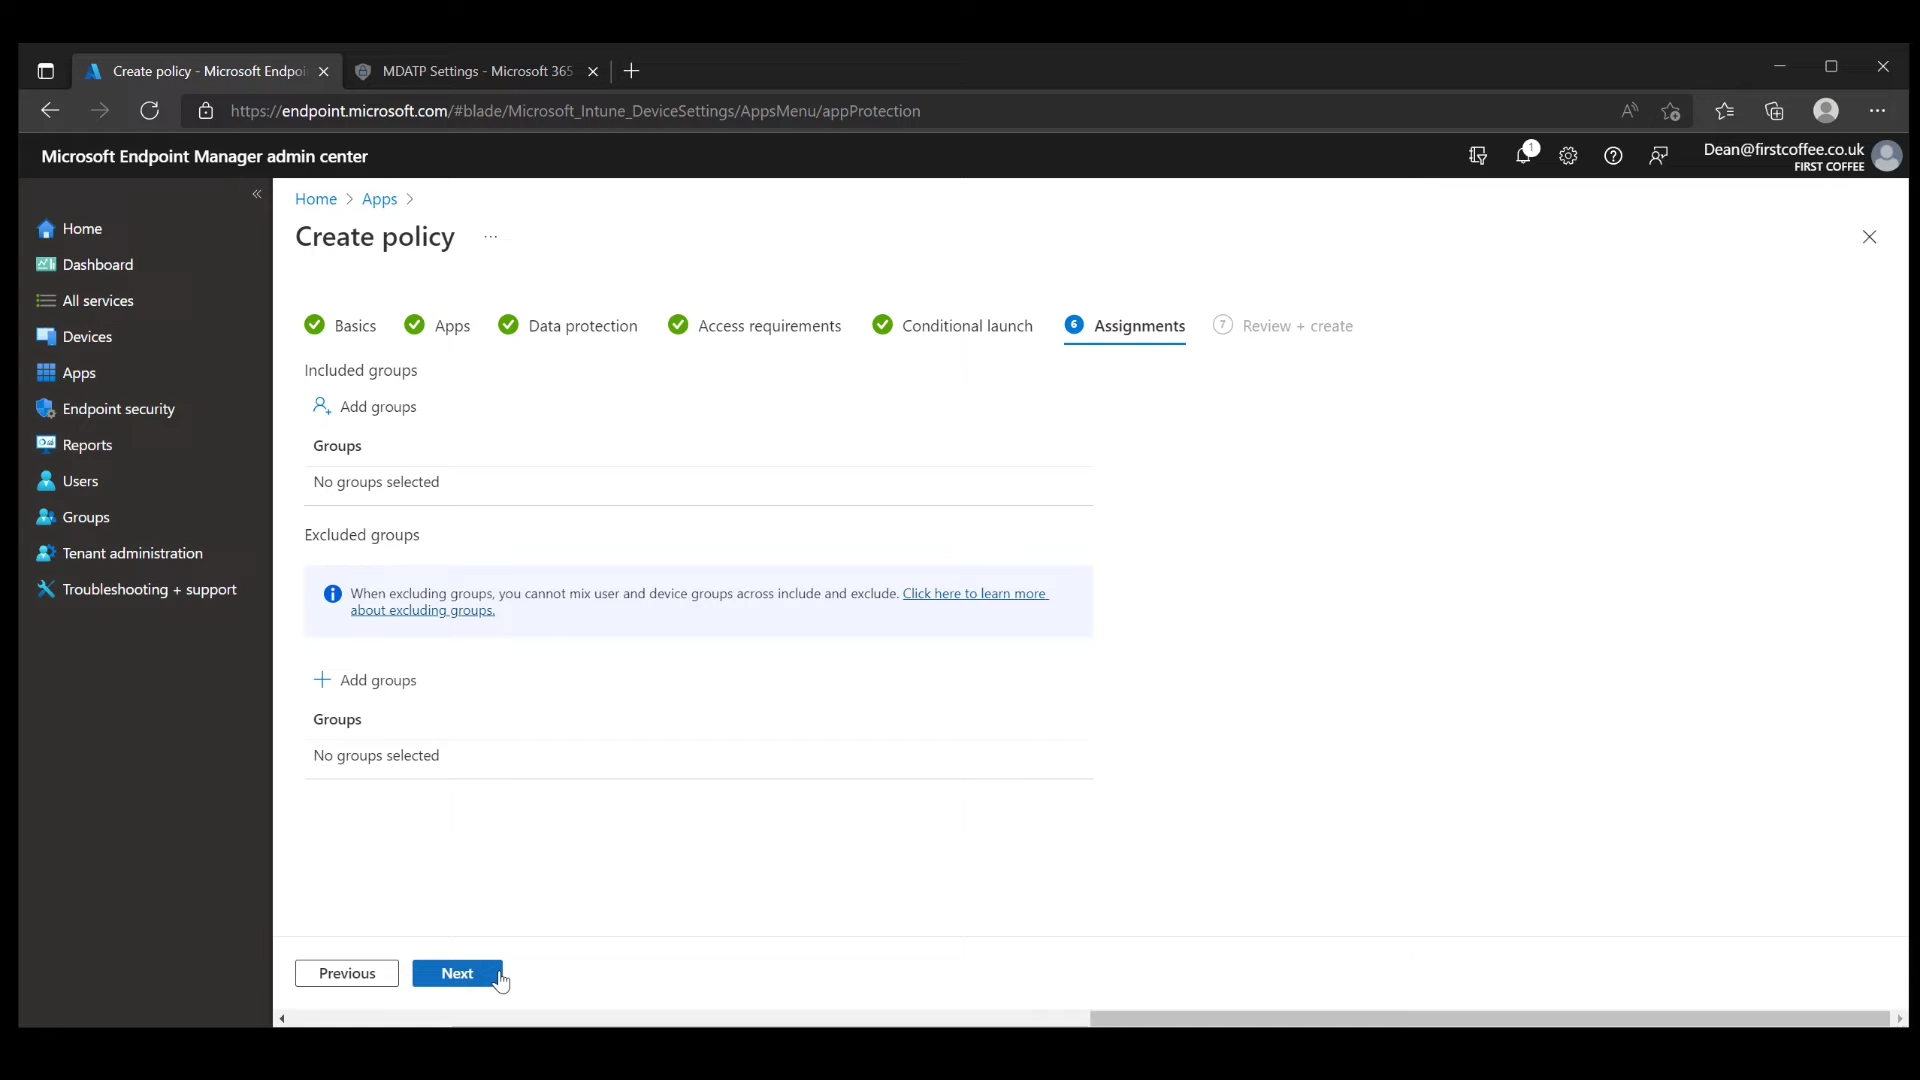 Create policy - Microsoft Endpoi
MDATP Settings - Microsoft 365
https://endpoint.microsoft.com/#blade/Microsoft_Intune_DeviceSettings/AppsMenu/appProtection
Microsoft Endpoint Manager admin center
1
Dean@firstcoffee.co.uk
FIRST COFFEE
Home
Dashboard
All services
Devices
Apps
Endpoint security
Reports
Users
Groups
Tenant administration
Troubleshooting + support
Home > Apps >
Create policy ...
Basics
Apps
Data protection
Access requirements
Conditional launch
6 Assignments
7 Review + create
Included groups
Add groups
Groups
No groups selected
Excluded groups
When excluding groups, you cannot mix user and device groups across include and exclude. Click here to learn more
about excluding groups.
Add groups
Groups
No groups selected
Previous
Next